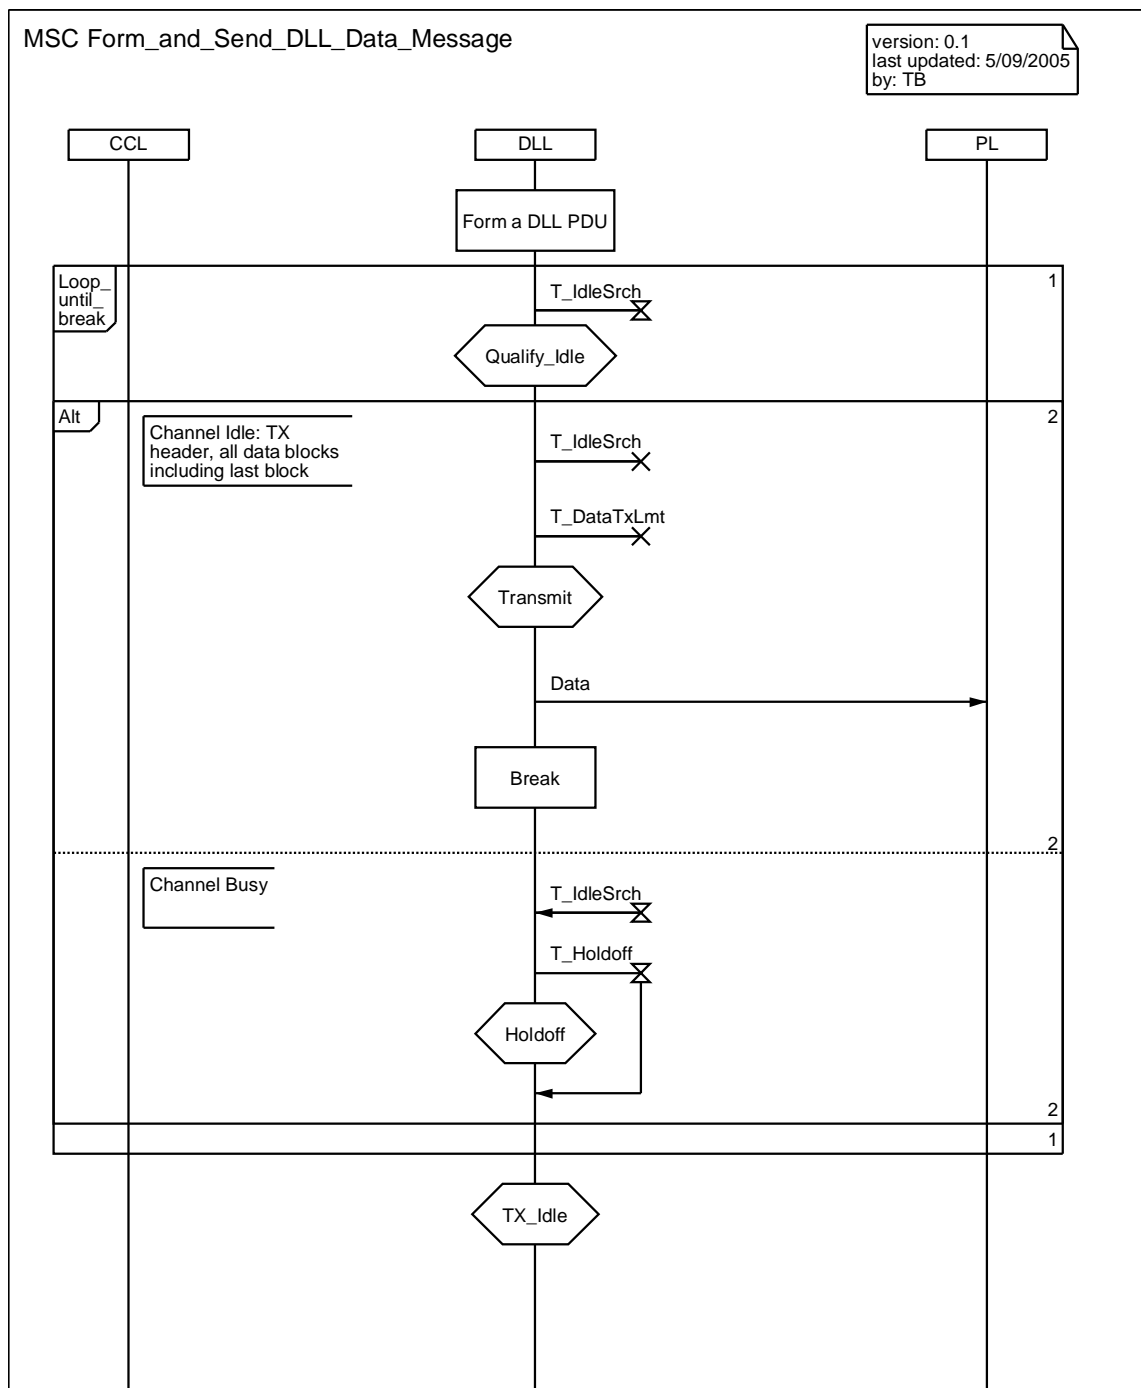 MSC Form_and_Send_DLL_Data_Message
version: 0.1
last updated: 5/09/2005
by: TB
CCL
DLL
PL
Form a DLL PDU
Loop_
until_
break
1
T_IdleSrch
Qualify_Idle
Alt
2
Channel Idle: TX
header, all data blocks
including last block
T_IdleSrch
T_DataTxLmt
Transmit
Data
Break
2
Channel Busy
T_IdleSrch
T_Holdoff
Holdoff
2
1
TX_Idle